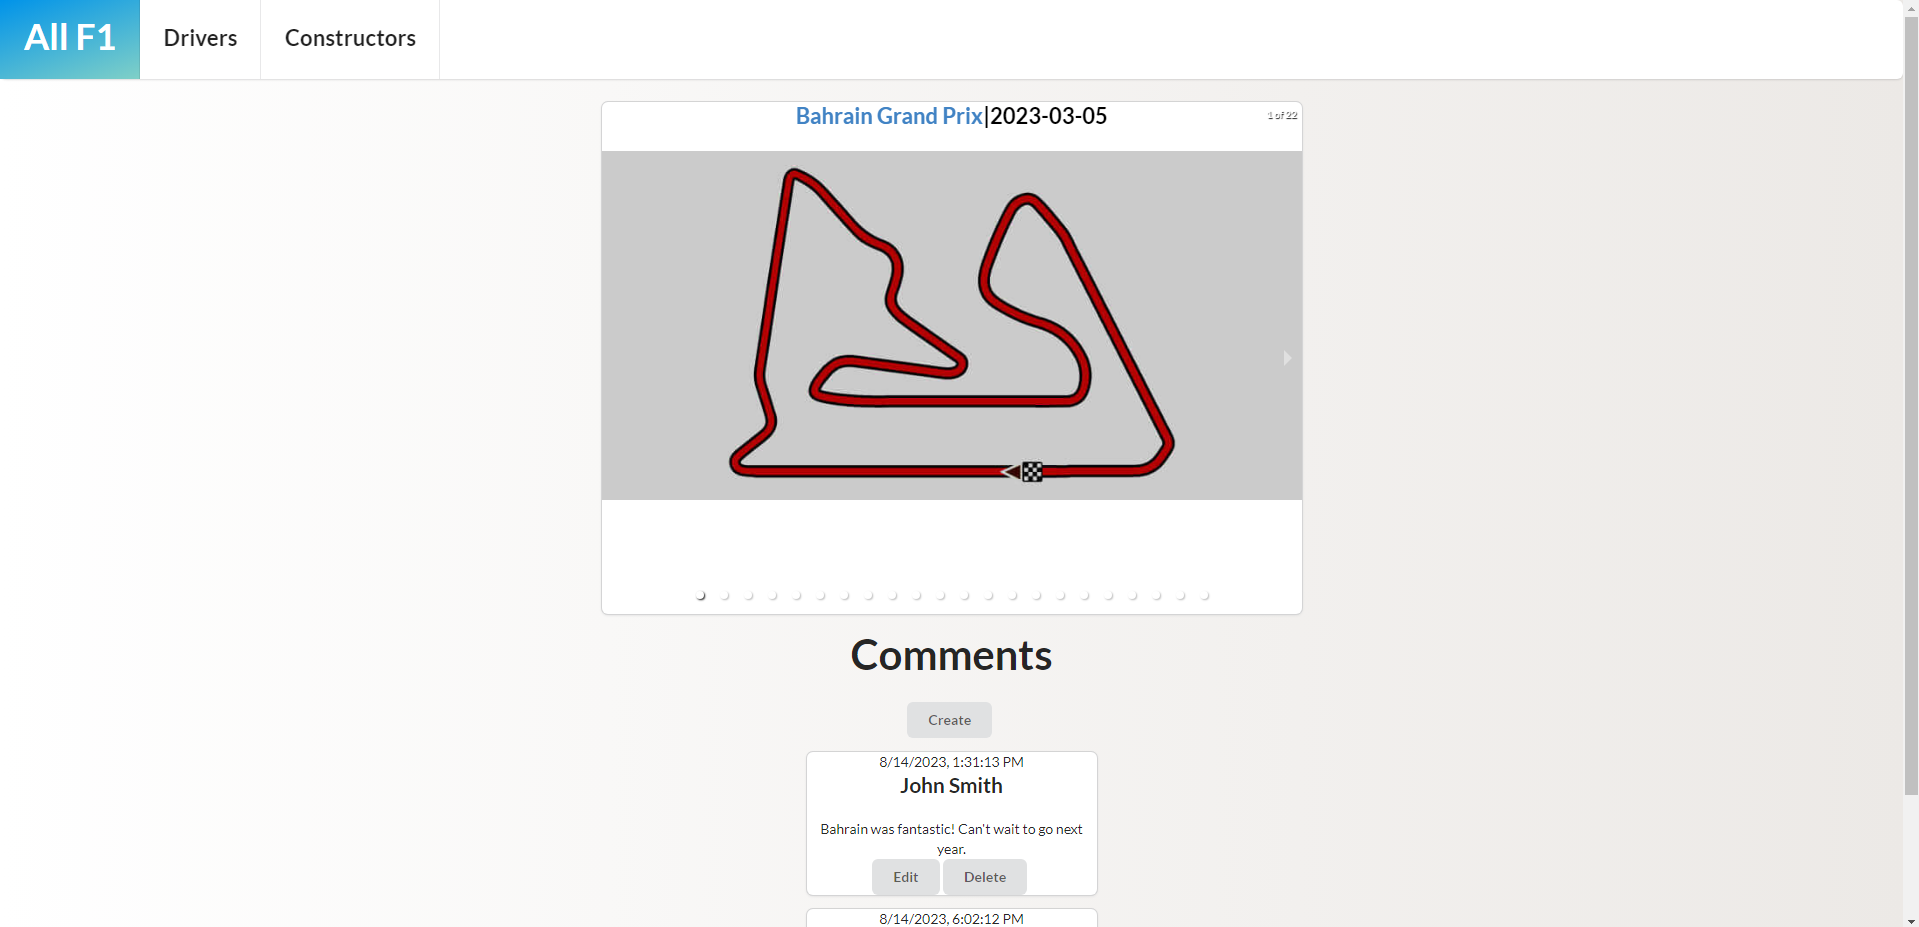 All F1 Drivers Constructors
Bahrain Grand Prix|2023-03-05
1 of 22
Comments
Create
8/14/2023, 1:31:13 PM
John Smith
Bahrain was fantastic! Can't wait to go next
year.
Edit Delete
8/14/2023, 6:02:12 PM